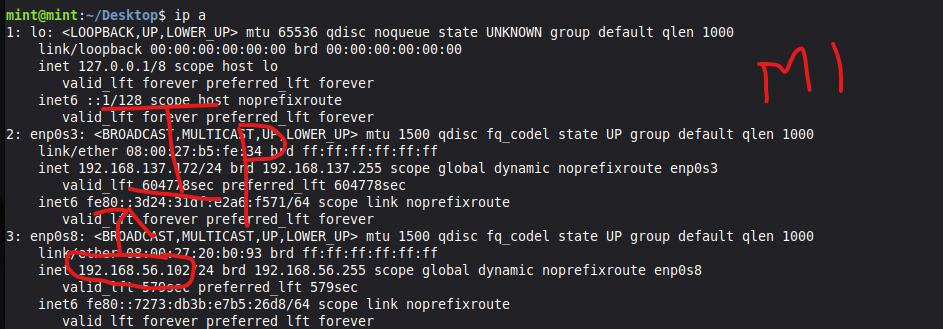 mint@mint:~/Desktop$ ip a
1: lo: <LOOPBACK,UP,LOWER_UP> mtu 65536 qdisc noqueue state UNKNOWN group default qlen 1000
link/loopback 00:00:00:00:00:00 brd 00:00:00:00:00:00
inet 127.0.0.1/8 scope host lo
valid_lft forever preferred_lft forever
inet6 ::1/128 scope host noprefixroute
valid_lft forever preferred_lft forever
2: enp0s3: <BROADCAST,MULTICAST,UP,LOWER_UP> mtu 1500 qdisc fq_codel state UP group default qlen 1000
link/ether 08:00:27:b5:fe:34 brd ff:ff:ff:ff:ff:ff
inet 192.168.137.172/24 brd 192.168.137.255 scope global dynamic noprefixroute enp0s3
valid_lft 604778sec preferred_lft 604778sec
inet6 fe80::3d24:31df:e2a6:f571/64 scope link noprefixroute
valid_lft forever preferred_lft forever
3: enp0s8: <BROADCAST,MULTICAST,UP,LOWER_UP> mtu 1500 qdisc fq_codel state UP group default qlen 1000
link/ether 08:00:27:20:b0:93 brd ff:ff:ff:ff:ff:ff
inet 192.168.56.102/24 brd 192.168.56.255 scope global dynamic noprefixroute enp0s8
valid_lft 579sec preferred_lft 579sec
inet6 fe80::7273:db3b:e7b5:26d8/64 scope link noprefixroute
valid_lft forever preferred_lft forever
M1
IP